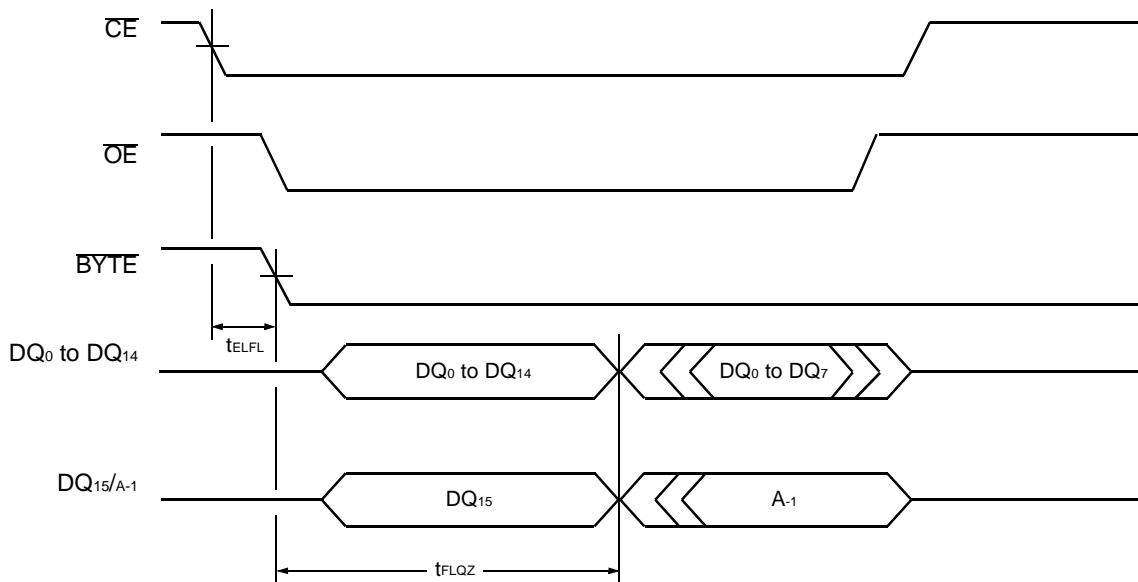 CE
OE
BYTE
tELFL
DQ0 to DQ14
DQ0 to DQ14
DQ0 to DQ7
DQ15/A-1
DQ15
A-1
tFLQZ